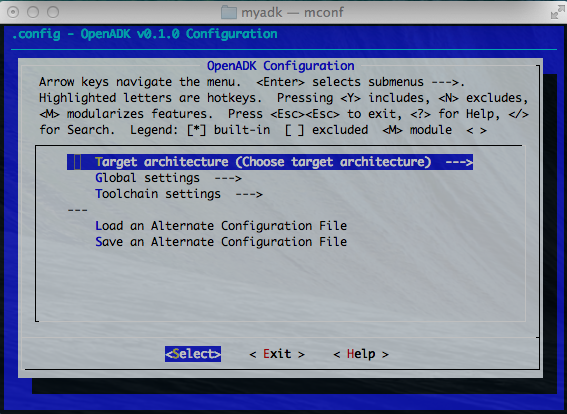 myadk — mconf
.config - OpenADK v0.1.0 Configuration
OpenADK Configuration
Arrow keys navigate the menu. <Enter> selects submenus --->.
Highlighted letters are hotkeys. Pressing <Y> includes, <N> excludes,
<M> modularizes features. Press <Esc><Esc> to exit, <?> for Help, </>
for Search. Legend: [*] built-in [ ] excluded <M> module < >
Target architecture (Choose target architecture) --->
Global settings --->
Toolchain settings --->
---
Load an Alternate Configuration File
Save an Alternate Configuration File
<Select> < Exit > < Help >